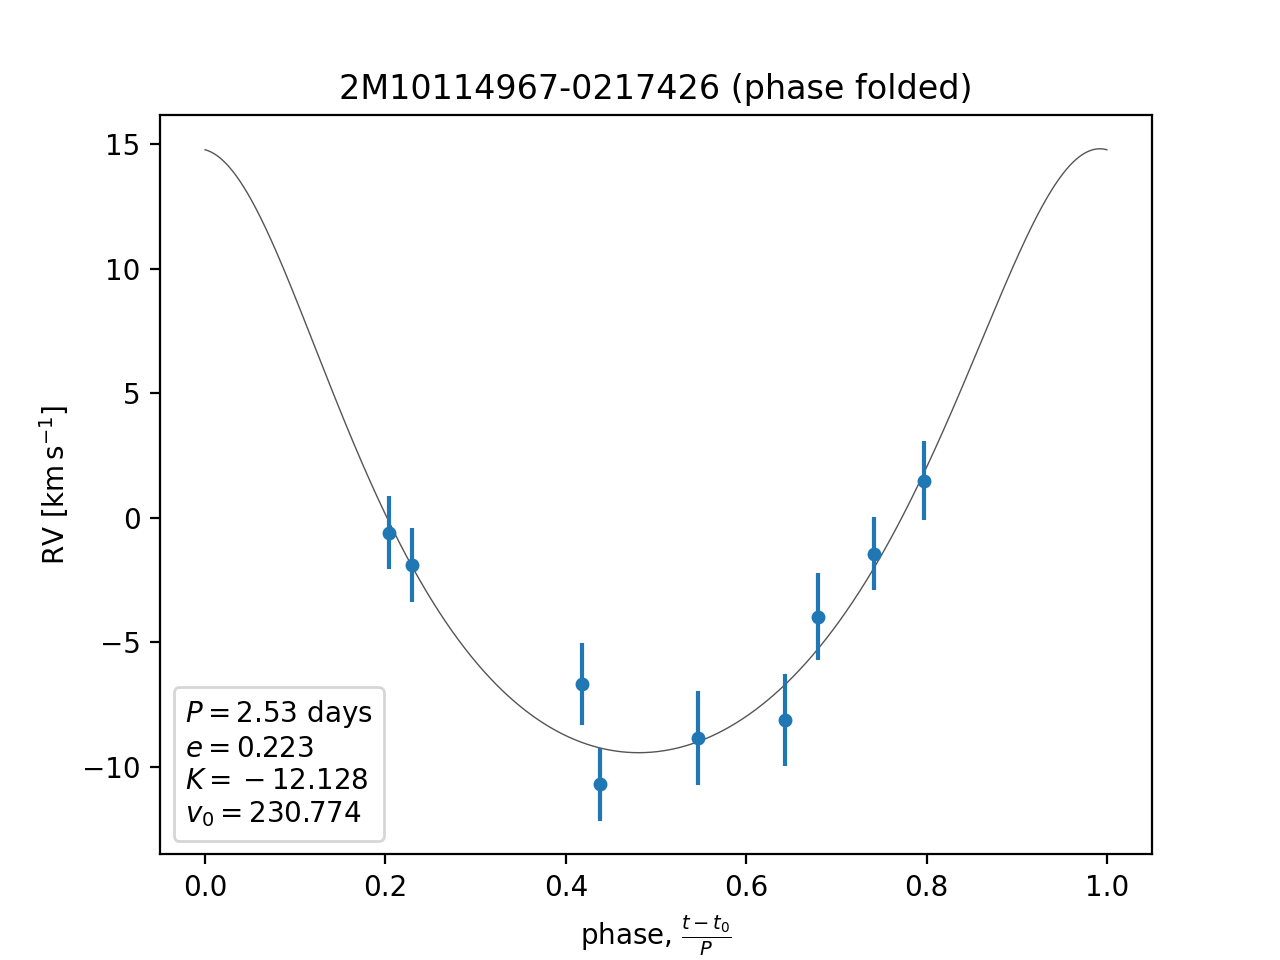 2M10114967-0217426 (phase folded)
RV [km s⁻¹]
15
10
5
0
−5
−10
P = 2.53 days
e = 0.223
K = −12.128
v₀ = 230.774
0.0 0.2 0.4 0.6 0.8 1.0
phase, (t − t₀)/P